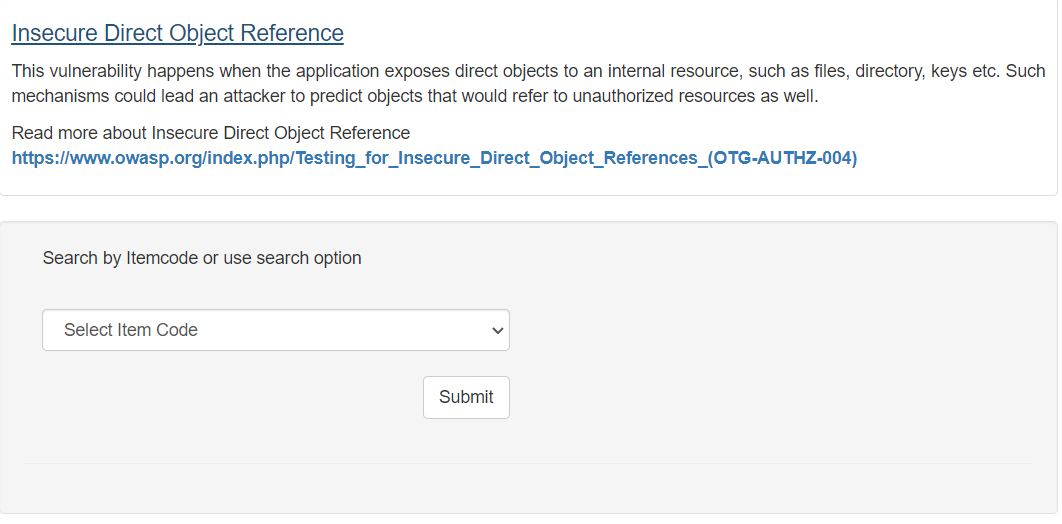 Insecure Direct Object Reference
This vulnerability happens when the application exposes direct objects to an internal resource, such as files, directory, keys etc. Such
mechanisms could lead an attacker to predict objects that would refer to unauthorized resources as well.
Read more about Insecure Direct Object Reference
https://www.owasp.org/index.php/Testing_for_Insecure_Direct_Object_References_(OTG-AUTHZ-004)
Search by Itemcode or use search option
Select Item Code
Submit